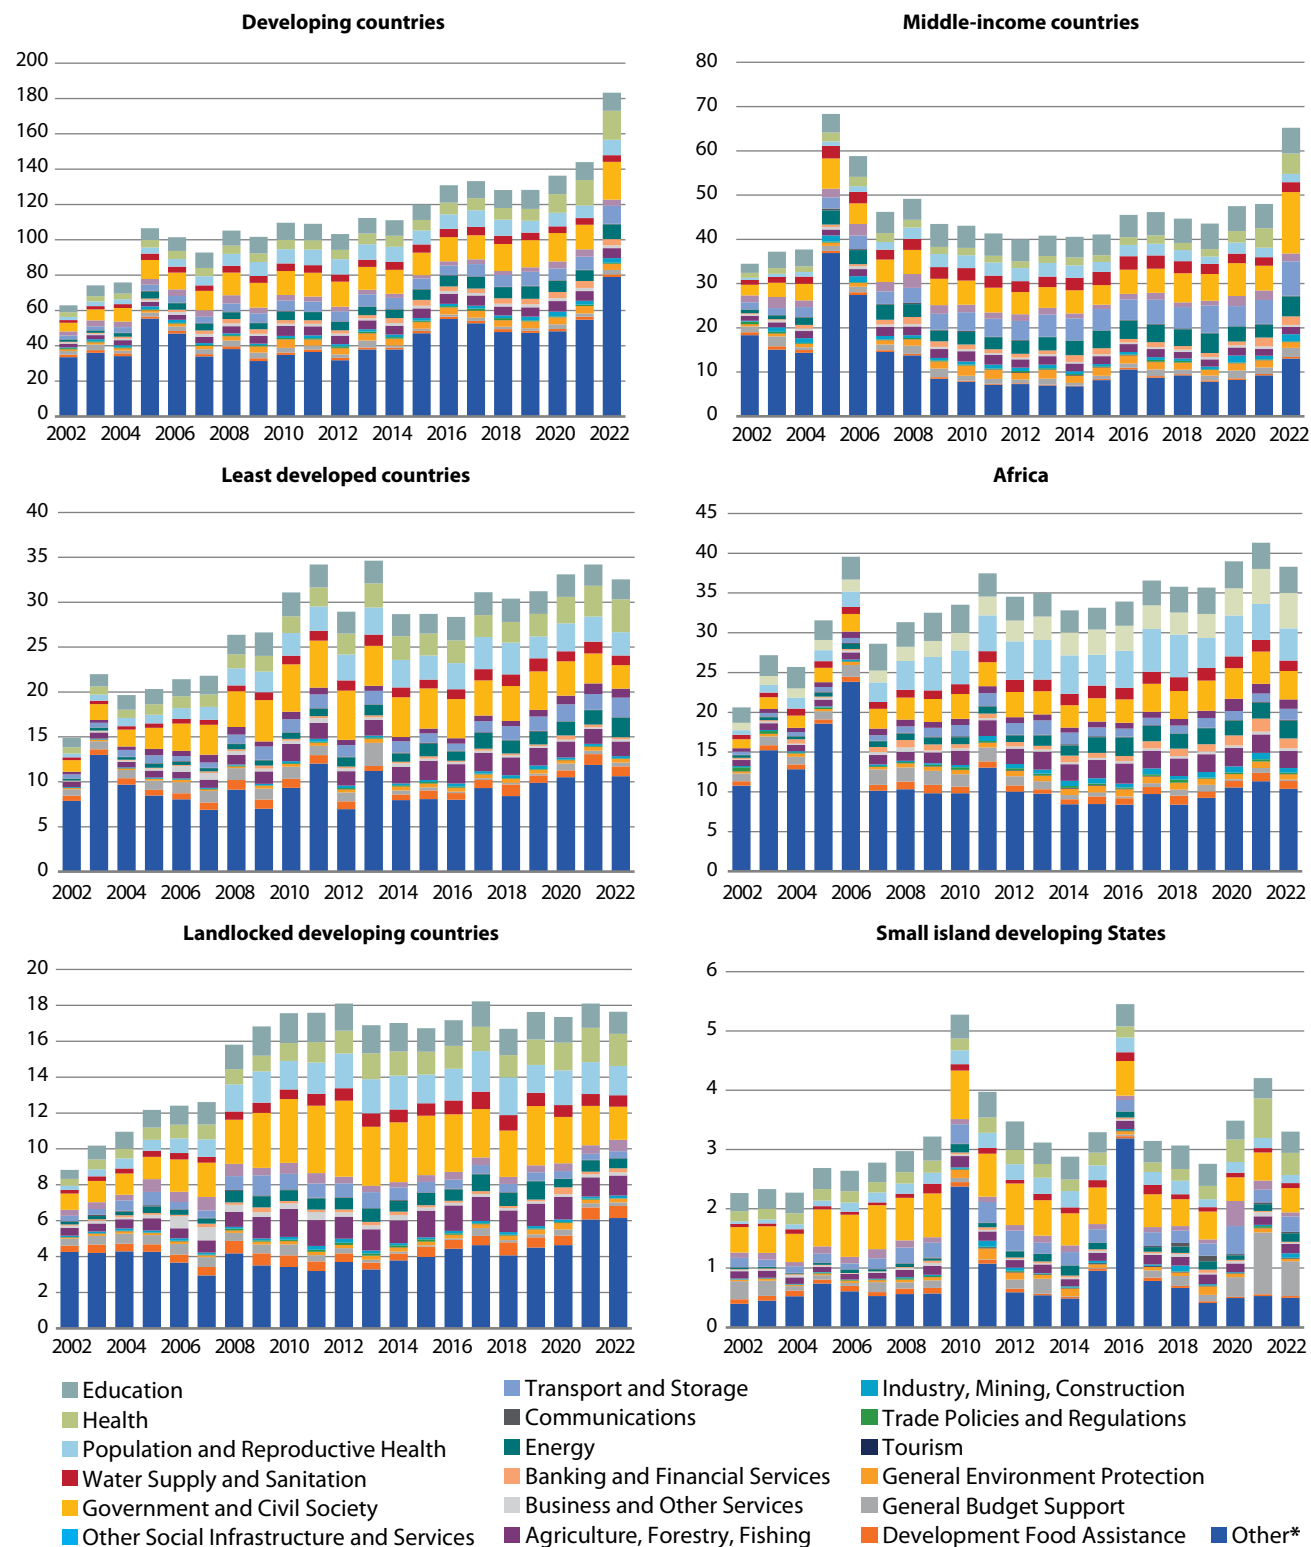 Developing countries
200
180
160
140
120
100
80
60
40
20
0
2002 2004 2006 2008 2010 2012 2014 2016 2018 2020 2022
Middle-income countries
80
70
60
50
40
30
20
10
0
2002 2004 2006 2008 2010 2012 2014 2016 2018 2020 2022
Least developed countries
40
35
30
25
20
15
10
5
0
2002 2004 2006 2008 2010 2012 2014 2016 2018 2020 2022
Africa
45
40
35
30
25
20
15
10
5
0
2002 2004 2006 2008 2010 2012 2014 2016 2018 2020 2022
Landlocked developing countries
20
18
16
14
12
10
8
6
4
2
0
2002 2004 2006 2008 2010 2012 2014 2016 2018 2020 2022
Small island developing States
6
5
4
3
2
1
0
2002 2004 2006 2008 2010 2012 2014 2016 2018 2020 2022
Education
Health
Population and Reproductive Health
Water Supply and Sanitation
Government and Civil Society
Other Social Infrastructure and Services
Transport and Storage
Communications
Energy
Banking and Financial Services
Business and Other Services
Agriculture, Forestry, Fishing
Industry, Mining, Construction
Trade Policies and Regulations
Tourism
General Environment Protection
General Budget Support
Development Food Assistance
Other*